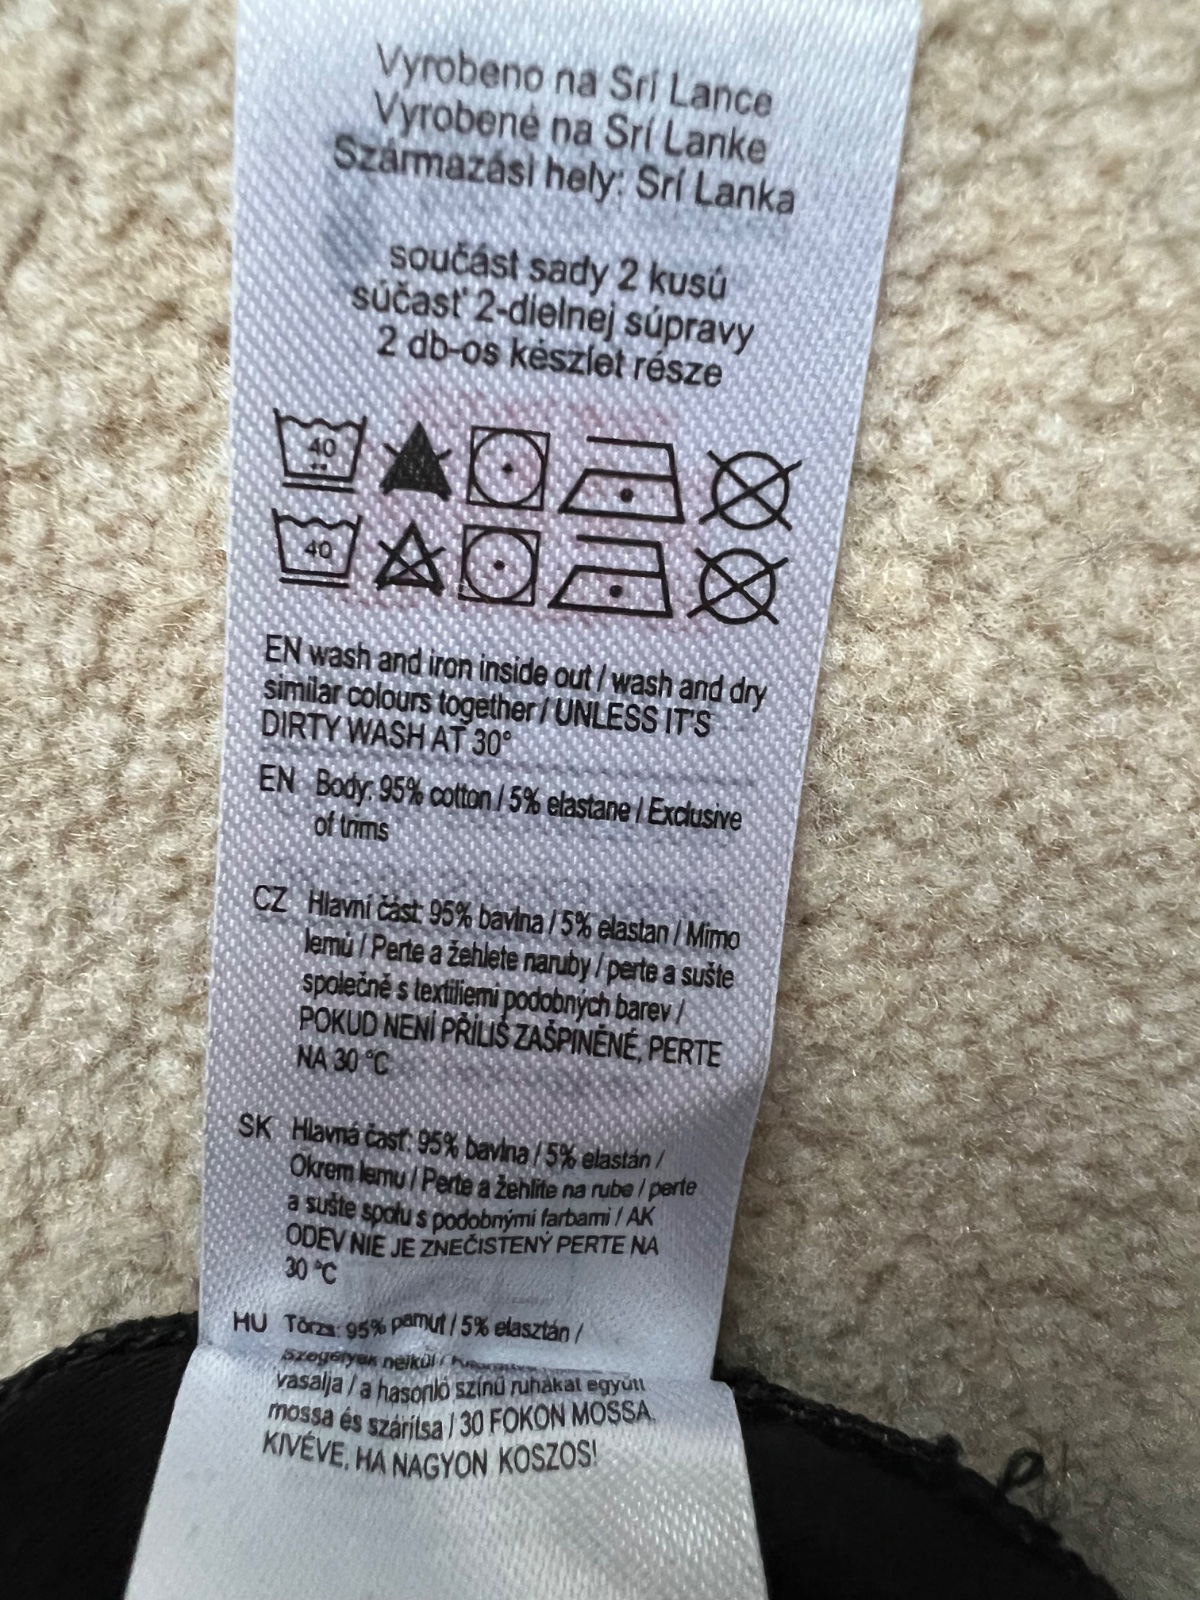 Vyrobeno na Srí Lance
Vyrobené na Srí Lanke
Származási hely: Srí Lanka
součást sady 2 kusú
súčasť 2-dielnej súpravy
2 db-os készlet része
40
40
EN wash and iron inside out / wash and dry
similar colours together / UNLESS IT'S
DIRTY WASH AT 30°
EN Body: 95% cotton / 5% elastane / Exclusive
of trims
CZ Hlavní část: 95% bavlna / 5% elastan / Mimo
lemú / Perte a žehlete naruby / perte a sušte
společně s textiliemi podobných barev /
POKUD NENÍ PŘÍLIŠ ZAŠPINĚNÉ, PERTE
NA 30 °C
SK Hlavná časť: 95% bavlna / 5% elastán /
Okrem lemu / Perte a žehlite na rube / perte
a sušte spolu s podobnými farbami / AK
ODEV NIE JE ZNEČISTENÝ PERTE NA
30 °C
HU Törzs: 95% pamut / 5% elasztán /
Szegélyek nélkül /
vasalja / a hasonló színű ruhákat együtt
mossa és szárítsa / 30 FOKON MOSSA,
KIVÉVE, HA NAGYON KOSZOS!